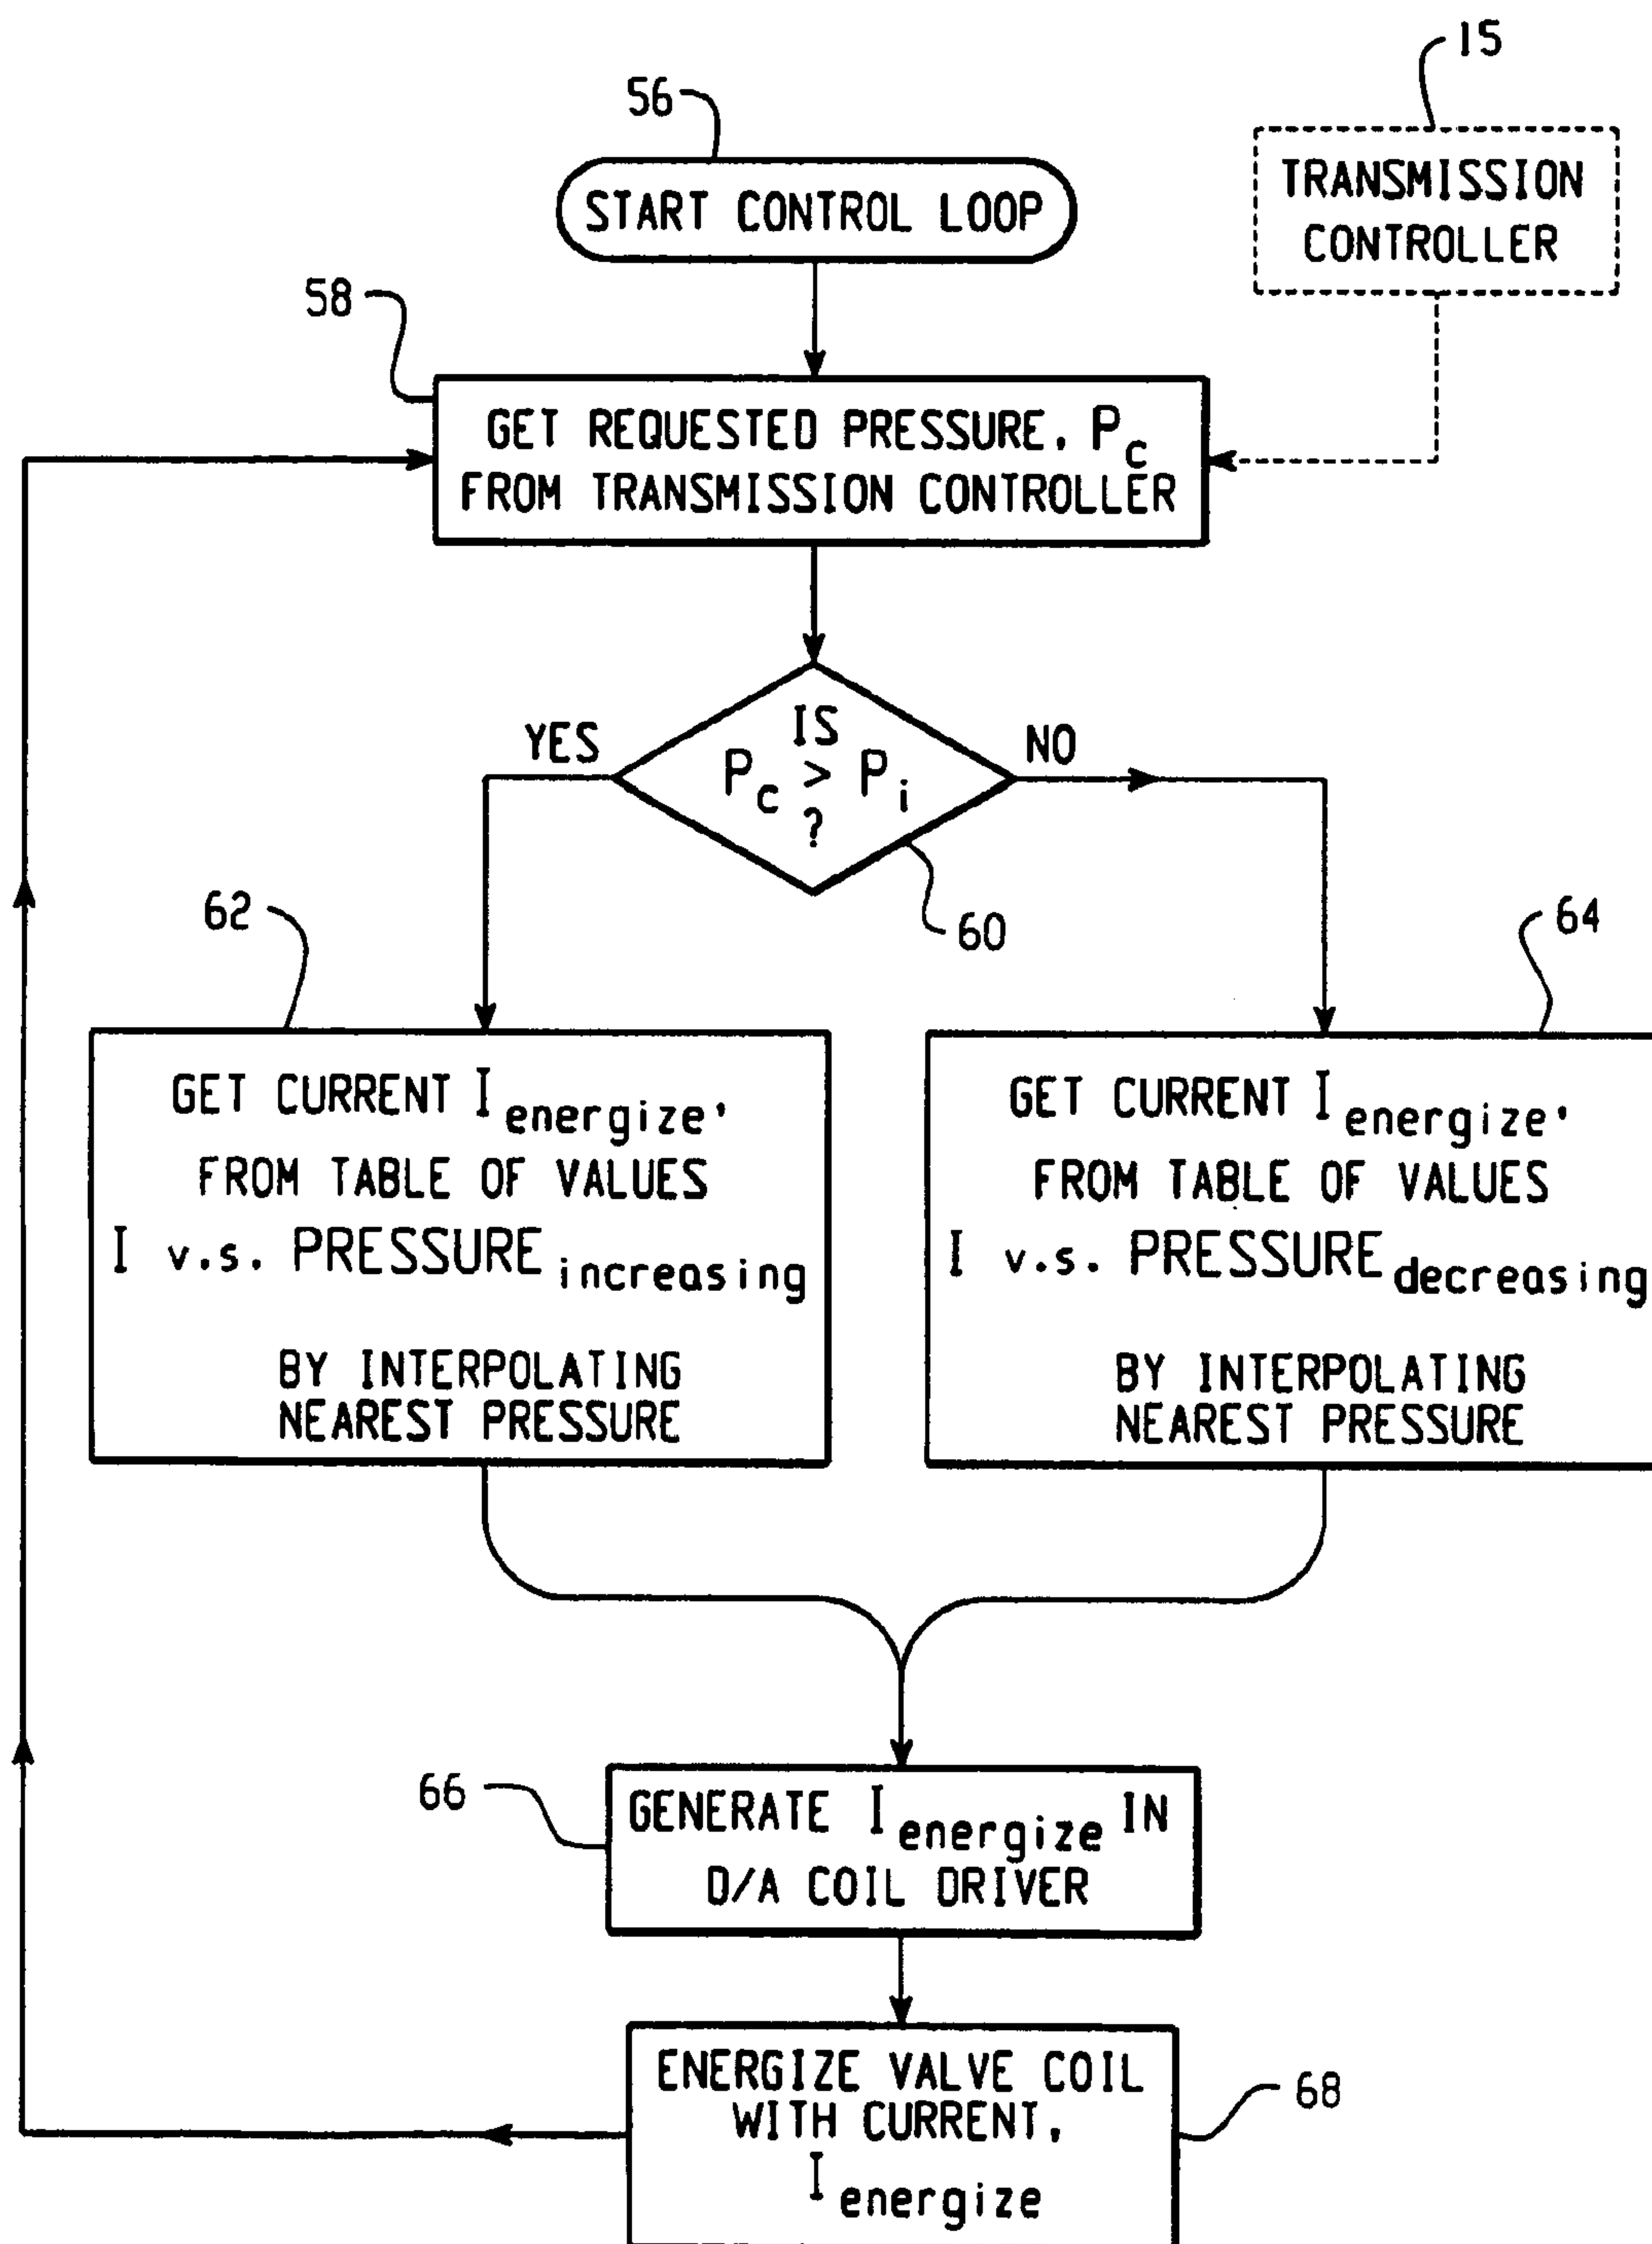 15
56
TRANSMISSION
CONTROLLER
START CONTROL LOOP
58
GET REQUESTED PRESSURE, Pc
FROM TRANSMISSION CONTROLLER
IS
YES
NO
Pc > Pi
?
60
62
64
GET CURRENT I energize,
FROM TABLE OF VALUES
I v.s. PRESSURE increasing
BY INTERPOLATING
NEAREST PRESSURE
GET CURRENT I energize,
FROM TABLE OF VALUES
I v.s. PRESSURE decreasing
BY INTERPOLATING
NEAREST PRESSURE
66
GENERATE I energize IN
D/A COIL DRIVER
ENERGIZE VALVE COIL
WITH CURRENT,
I energize
68